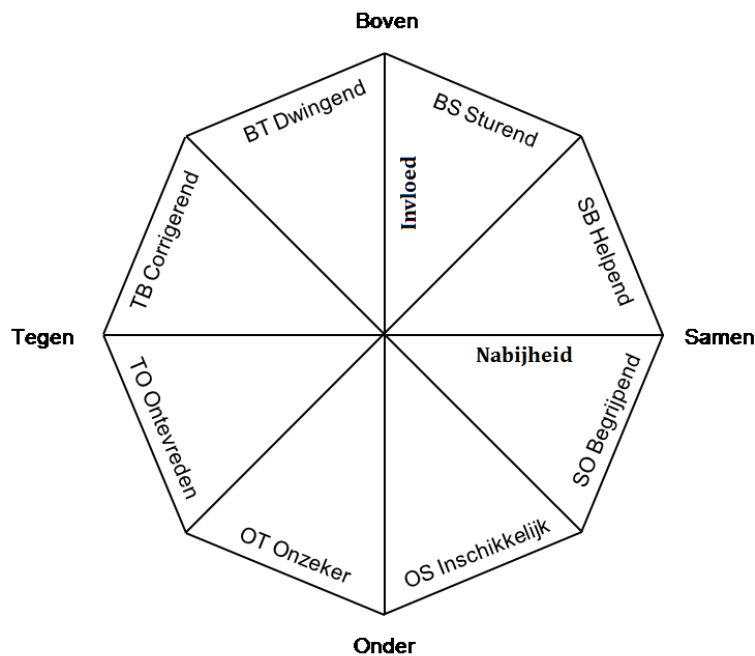 Boven
BT Dwingend
BS Sturend
Invloed
TB Corrigerend
SB Helpend
Tegen
Samen
Nabijheid
TO Ontevreden
SO Begrijpend
OT Onzeker
OS Inschikkelijk
Onder